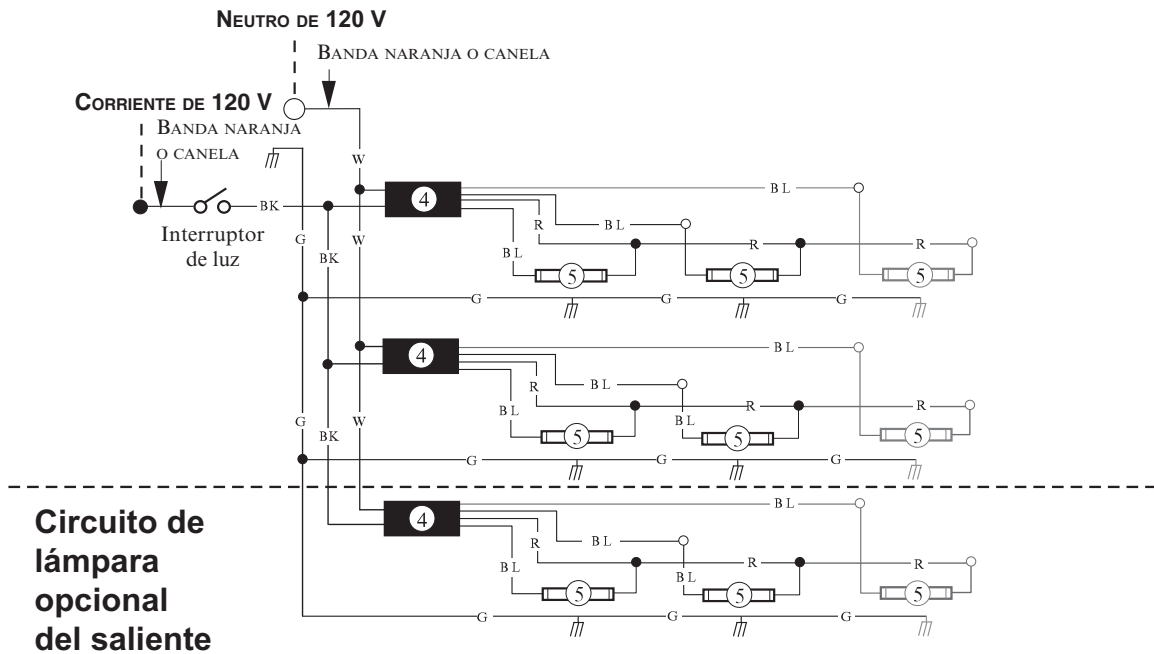 NEUTRO DE 120 V
BANDA NARANJA O CANELA
CORRIENTE DE 120 V
BANDA NARANJA
O CANELA
W
4
BL
BK
Interruptor
de luz
G
W
BK
BL
R
BL
R
R
5
5
5
G
G
G
4
BL
G
BK
W
BL
R
BL
BL
R
R
5
5
5
G
G
G
Circuito de
lámpara
opcional
del saliente
4
BL
BL
R
BL
BL
R
R
5
5
5
G
G
G